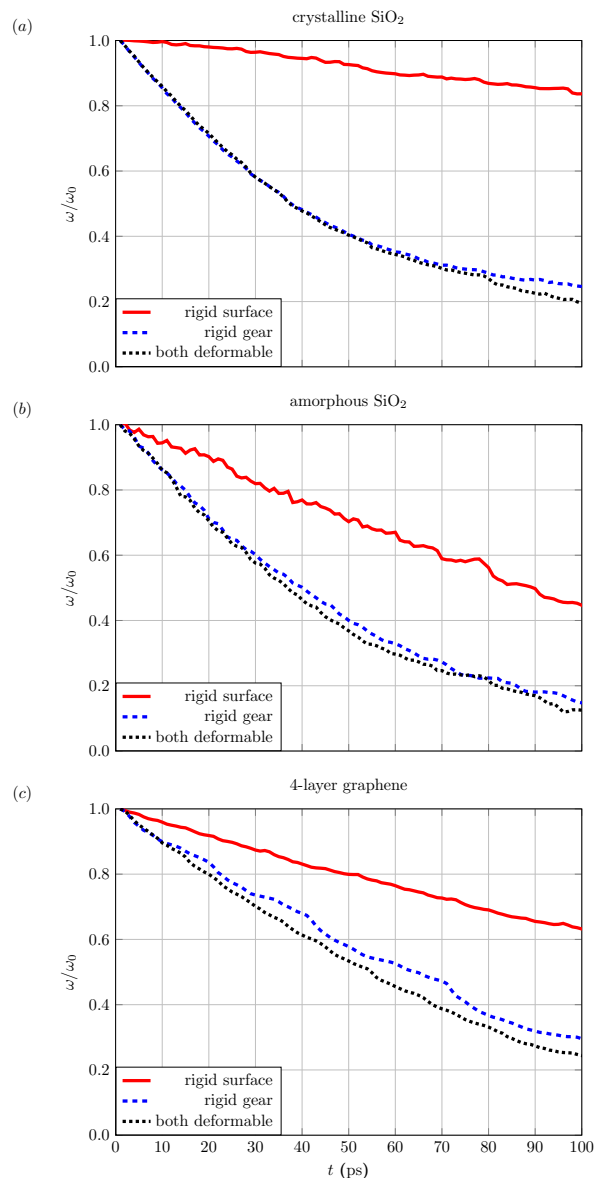 (a)
crystalline SiO₂
1.0
0.8
0.6
0.4
0.2
0.0
ω/ω₀
rigid surface
rigid gear
both deformable
(b)
amorphous SiO₂
1.0
0.8
0.6
0.4
0.2
0.0
ω/ω₀
rigid surface
rigid gear
both deformable
(c)
4-layer graphene
1.0
0.8
0.6
0.4
0.2
0.0
ω/ω₀
rigid surface
rigid gear
both deformable
0 10 20 30 40 50 60 70 80 90 100
t (ps)